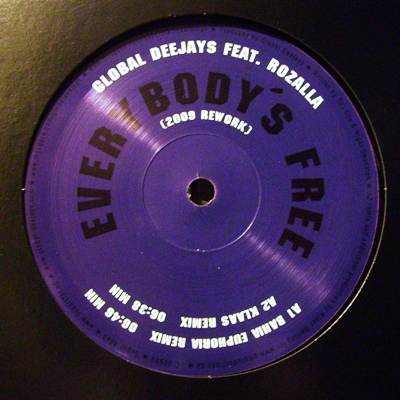 GLOBAL DEEJAYS FEAT. ROZALLA
EVERYBODY´S FREE
(2009 REWORK)
A1 BANIA EUPHORIA REMIX 06:46 MIN
A2 KLAAS REMIX 06:38 MIN